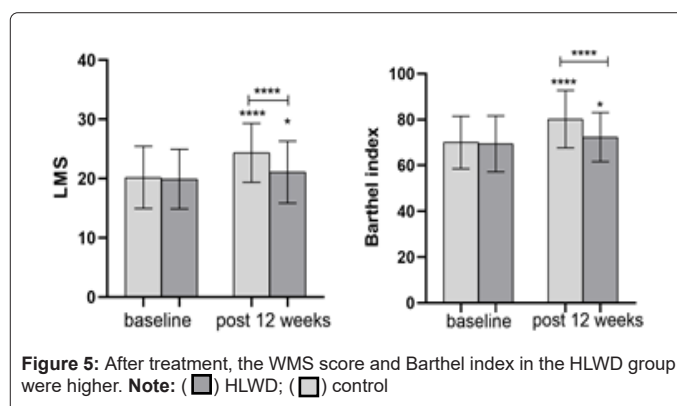 40
30
20
10
0
LMS
****
****
*
baseline
post 12 weeks
100
80
60
40
20
0
Barthel index
****
****
*
baseline
post 12 weeks
Figure 5: After treatment, the WMS score and Barthel index in the HLWD group
were higher. Note: ( ) HLWD; ( ) control